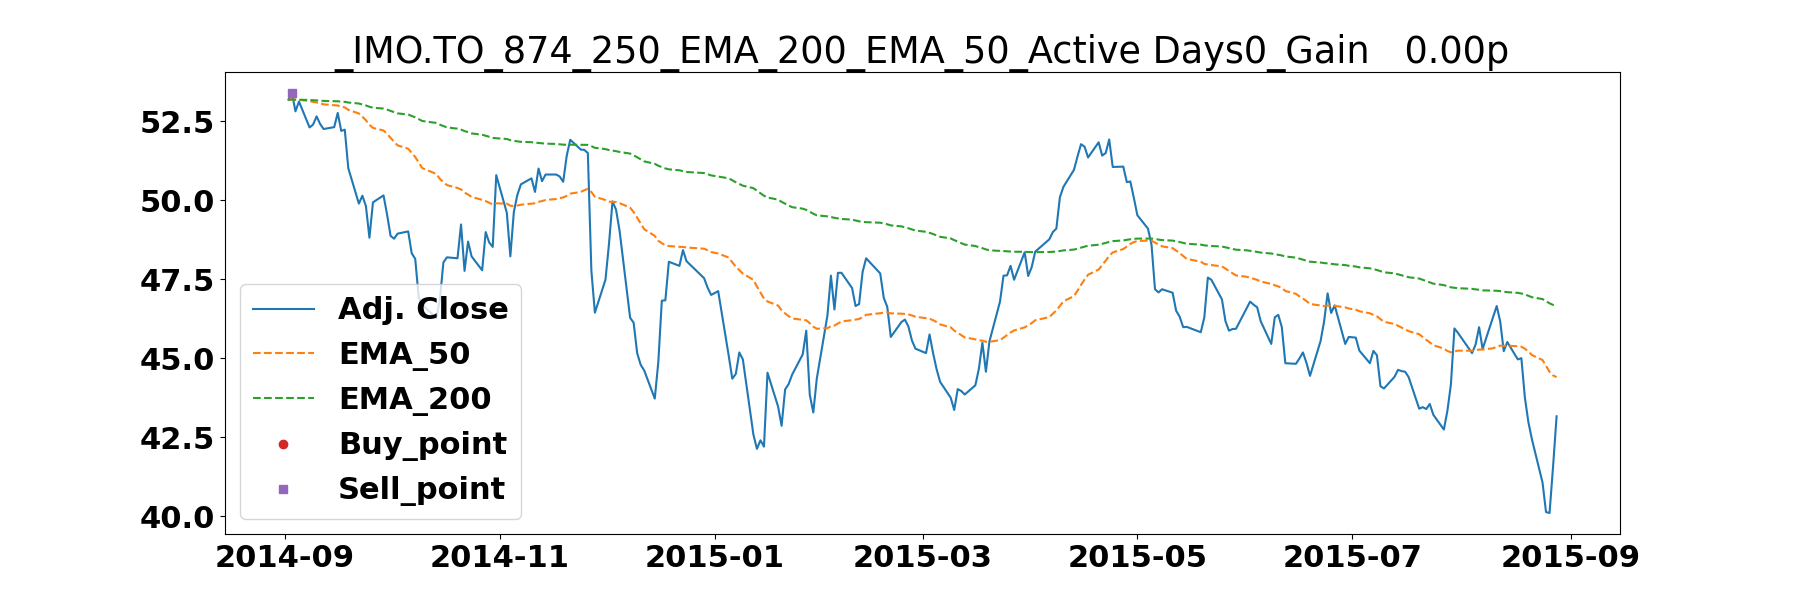 _IMO.TO_874_250_EMA_200_EMA_50_Active Days0_Gain   0.00p
52.5
50.0
47.5
45.0
42.5
40.0
Adj. Close
EMA_50
EMA_200
Buy_point
Sell_point
2014-09 2014-11 2015-01 2015-03 2015-05 2015-07 2015-09